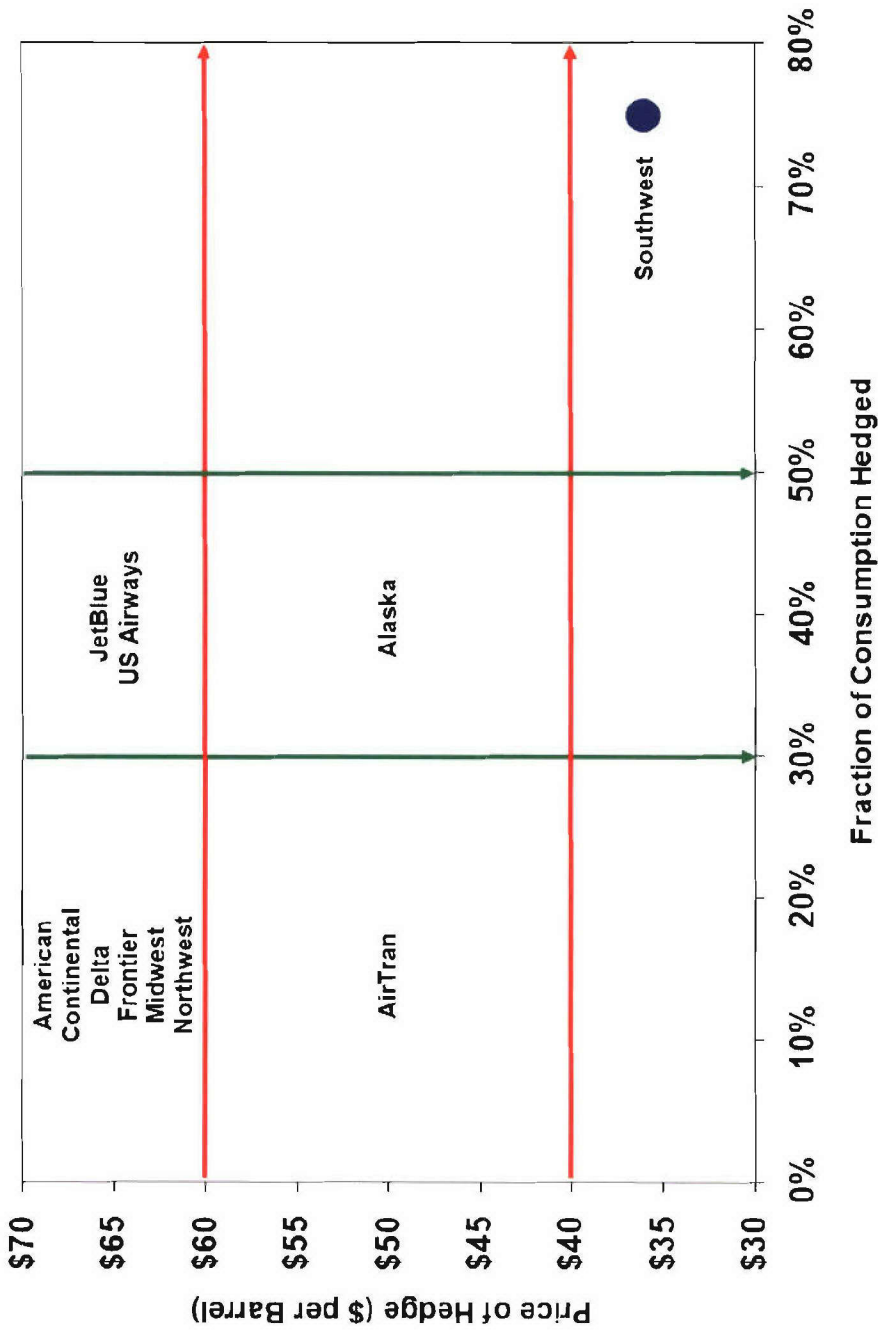 $70
$65
$60
$55
$50
$45
$40
$35
$30
Price of Hedge ($ per Barrel)
American
Continental
Delta
Frontier
Midwest
Northwest
JetBlue
US Airways
AirTran
Alaska
Southwest
0%
10%
20%
30%
40%
50%
60%
70%
80%
Fraction of Consumption Hedged